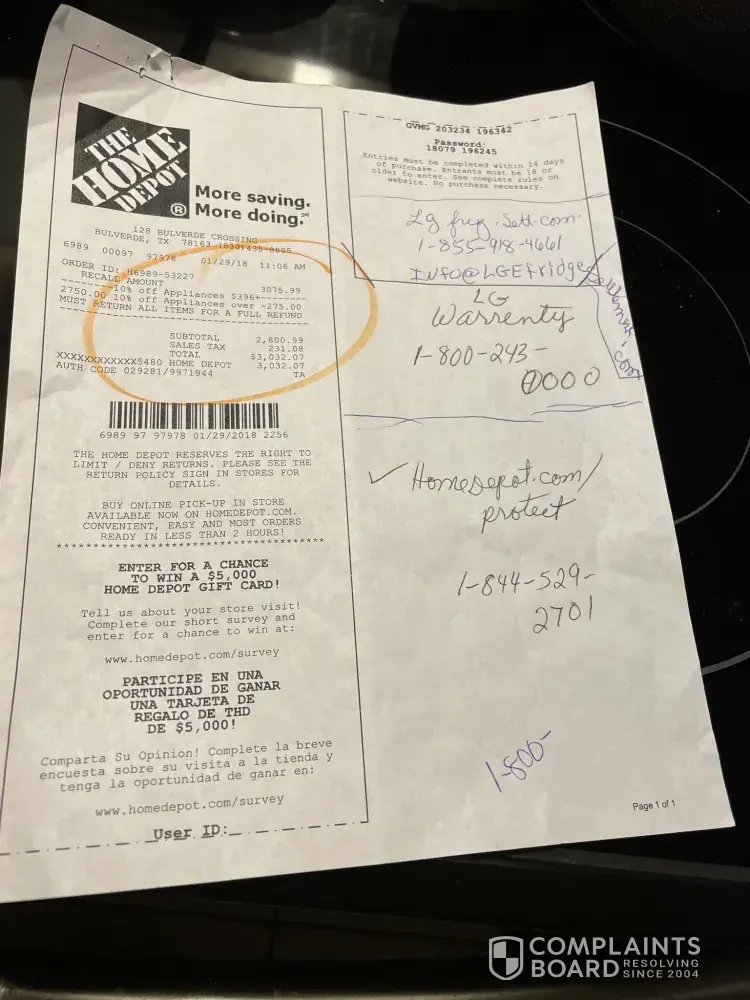 THE
HOME
DEPOT
®
More saving.
More doing.℠
128 BULVERDE CROSSING
BULVERDE, TX 78163 (830)438-8605
6989 00097 97978 01/29/18 11:06 AM
ORDER ID: H6989-53227
RECALL AMOUNT 3075.99
10% off Appliances $396+
2750.00 10% off Appliances over -275.00
MUST RETURN ALL ITEMS FOR A FULL REFUND
SUBTOTAL 2,800.99
SALES TAX 231.08
TOTAL $3,032.07
XXXXXXXXXXXX5480 HOME DEPOT 3,032.07
AUTH CODE 029281/9971944 TA
6989 97 97978 01/29/2018 2256
THE HOME DEPOT RESERVES THE RIGHT TO
LIMIT / DENY RETURNS. PLEASE SEE THE
RETURN POLICY SIGN IN STORES FOR
DETAILS.
BUY ONLINE PICK-UP IN STORE
AVAILABLE NOW ON HOMEDEPOT.COM.
CONVENIENT, EASY AND MOST ORDERS
READY IN LESS THAN 2 HOURS!
****************************************
ENTER FOR A CHANCE
TO WIN A $5,000
HOME DEPOT GIFT CARD!
Tell us about your store visit!
Complete our short survey and
enter for a chance to win at:
www.homedepot.com/survey
PARTICIPE EN UNA
OPORTUNIDAD DE GANAR
UNA TARJETA DE
REGALO DE THD
DE $5,000!
Comparta Su Opinion! Complete la breve
encuesta sobre su visita a la tienda y
tenga la oportunidad de ganar en:
www.homedepot.com/survey
User ID:
GVMG 203234 196342
Password:
18079 196245
Entries must be completed within 14 days
of purchase. Entrants must be 18 or
older to enter. See complete rules on
website. No purchase necessary.
Lg frig.Sett.com
1-855-918-4661
INFO@LGEfridge
LG
Warrenty
1-800-243-
0000
Homedepot.com/
protect
1-844-529-
2701
1-800-
Page 1 of 1
COMPLAINTS
BOARD RESOLVING
SINCE 2004